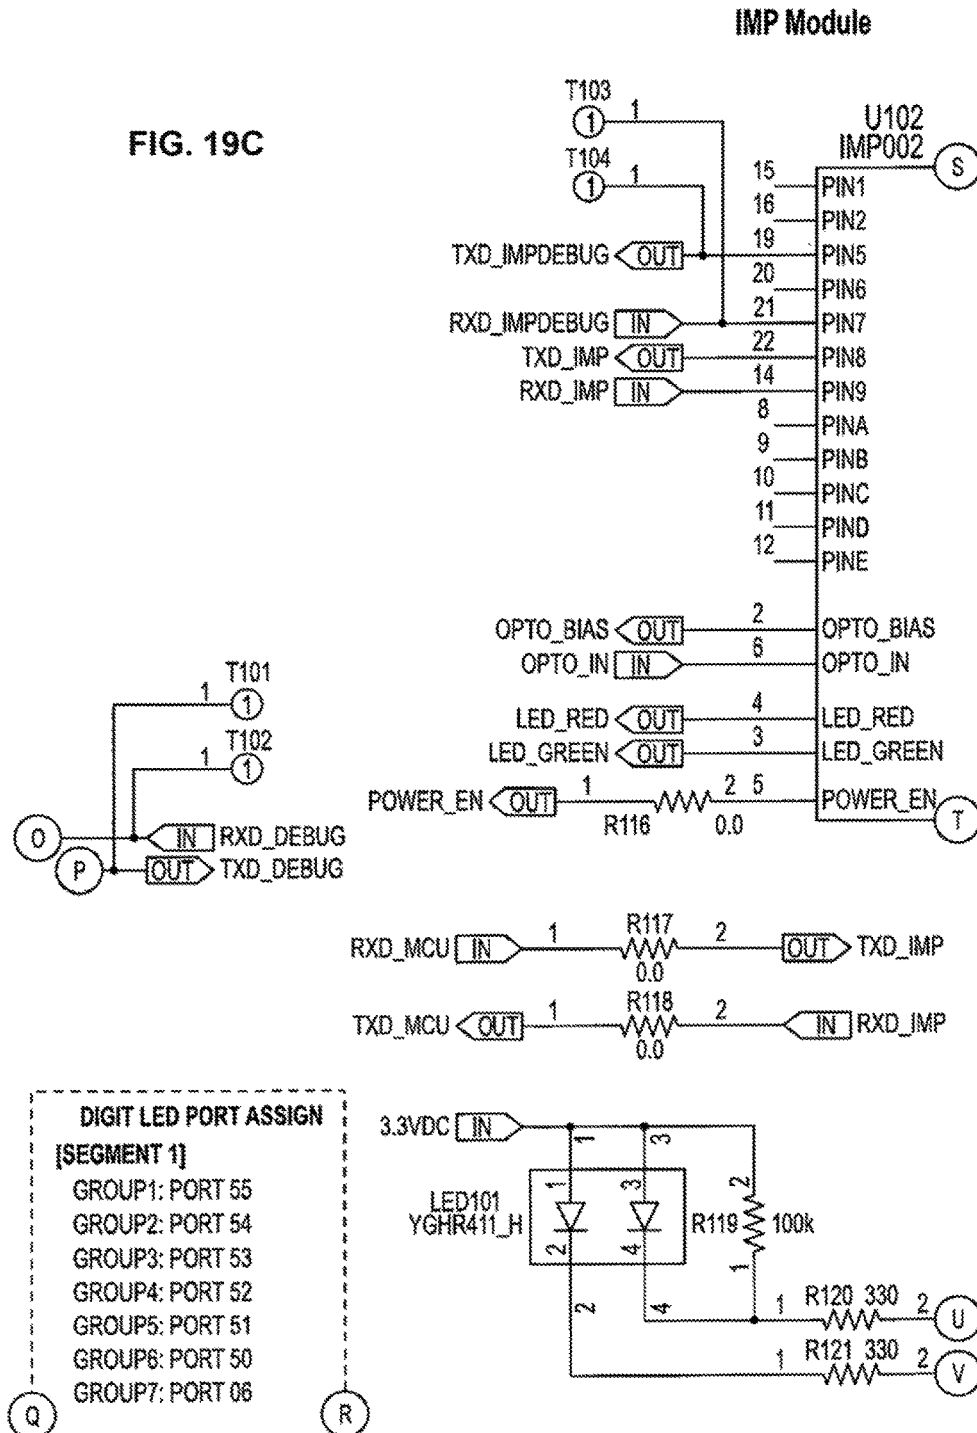 IMP Module
FIG. 19C
T103
1 1
T104
1 1
U102
IMP002
S
15 PIN1
16 PIN2
TXD_IMPDEBUG OUT 19 PIN5
20 PIN6
RXD_IMPDEBUG IN 21 PIN7
TXD_IMP OUT 22 PIN8
RXD_IMP IN 14 PIN9
8 PINA
9 PINB
10 PINC
11 PIND
12 PINE
OPTO_BIAS OUT 2 OPTO_BIAS
OPTO_IN IN 6 OPTO_IN
LED_RED OUT 4 LED_RED
LED_GREEN OUT 3 LED_GREEN
POWER_EN OUT 1 2 5 POWER_EN
R116 0.0
T
T101
1 1
T102
1 1
O IN RXD_DEBUG
P OUT TXD_DEBUG
RXD_MCU IN 1 R117 2 OUT TXD_IMP
0.0
TXD_MCU OUT 1 R118 2 IN RXD_IMP
0.0
DIGIT LED PORT ASSIGN
[SEGMENT 1]
GROUP1: PORT 55
GROUP2: PORT 54
GROUP3: PORT 53
GROUP4: PORT 52
GROUP5: PORT 51
GROUP6: PORT 50
GROUP7: PORT 06
Q R
3.3VDC IN
1 3
1 3 2
LED101
YGHR411_H
R119 100k
2 4 1
2 4
1 R120 330 2 U
1 R121 330 2 V